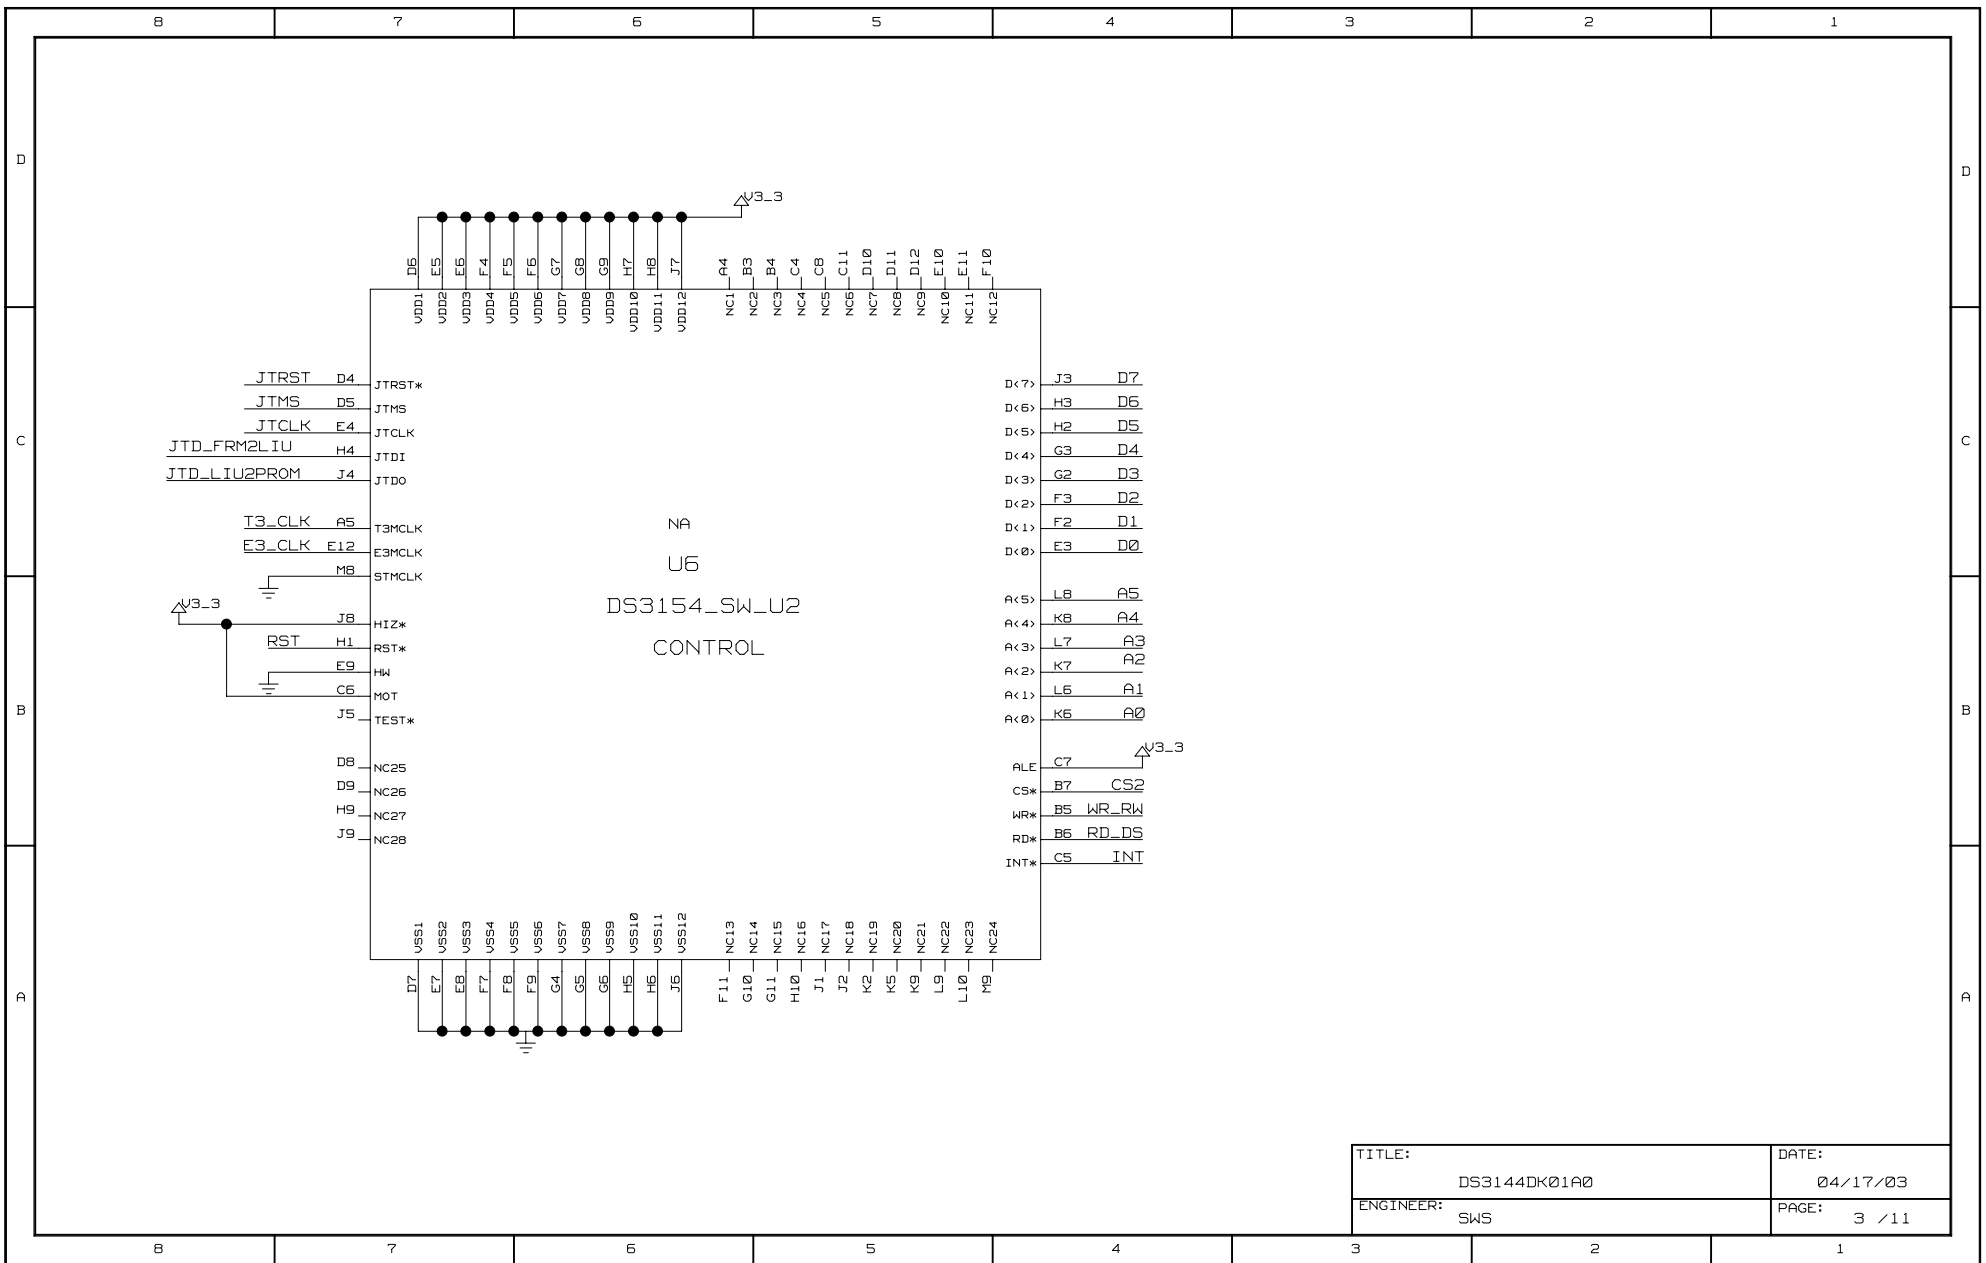 8 7 6 5 4 3 2 1
D D
V3_3
D6 E5 E6 F4 F5 F6 G7 G8 G9 H7 H8 J7 A4 B3 B4 C4 C8 C11 D10 D11 D12 E10 E11 F10
VDD1 VDD2 VDD3 VDD4 VDD5 VDD6 VDD7 VDD8 VDD9 VDD10 VDD11 VDD12 NC1 NC2 NC3 NC4 NC5 NC6 NC7 NC8 NC9 NC10 NC11 NC12
JTRST D4 JTRST* D<7> J3 D7
JTMS D5 JTMS D<6> H3 D6
JTCLK E4 JTCLK D<5> H2 D5
C C
JTD_FRM2LIU H4 JTDI D<4> G3 D4
JTD_LIU2PROM J4 JTDO D<3> G2 D3
D<2> F3 D2
T3_CLK A5 T3MCLK NA D<1> F2 D1
E3_CLK E12 E3MCLK U6 D<0> E3 D0
M8 STMCLK
V3_3 DS3154_SW_U2 A<5> L8 A5
J8 HIZ* A<4> K8 A4
RST H1 RST* CONTROL A<3> L7 A3
E9 HW A<2> K7 A2
C6 MOT A<1> L6 A1
B B
J5 TEST* A<0> K6 A0
V3_3
D8 NC25 ALE C7
D9 NC26 CS* B7 CS2
H9 NC27 WR* B5 WR_RW
J9 NC28 RD* B6 RD_DS
INT* C5 INT
VSS1 VSS2 VSS3 VSS4 VSS5 VSS6 VSS7 VSS8 VSS9 VSS10 VSS11 VSS12 NC13 NC14 NC15 NC16 NC17 NC18 NC19 NC20 NC21 NC22 NC23 NC24
D7 E7 E8 F7 F8 F9 G4 G5 G6 H5 H6 J6 F11 G10 G11 H10 J1 J2 K2 K5 K9 L9 L10 M9
A A
TITLE: DATE:
DS3144DK01A0 04/17/03
ENGINEER: PAGE:
SWS 3 /11
8 7 6 5 4 3 2 1